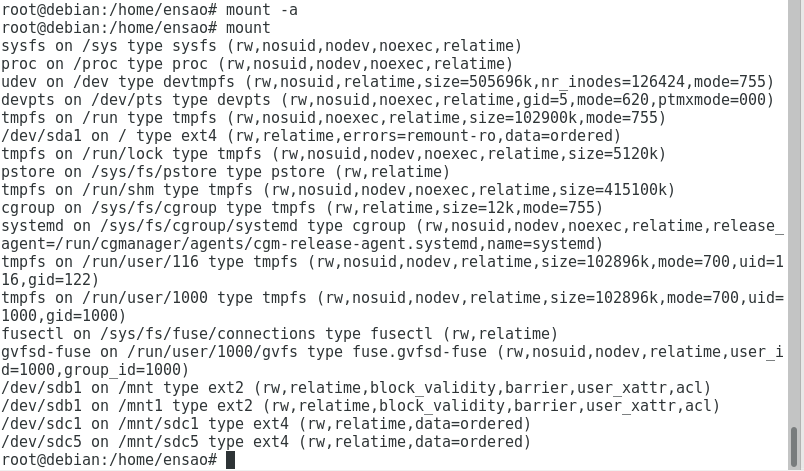 root@debian:/home/ensao# mount -a
root@debian:/home/ensao# mount
sysfs on /sys type sysfs (rw,nosuid,nodev,noexec,relatime)
proc on /proc type proc (rw,nosuid,nodev,noexec,relatime)
udev on /dev type devtmpfs (rw,nosuid,relatime,size=505696k,nr_inodes=126424,mode=755)
devpts on /dev/pts type devpts (rw,nosuid,noexec,relatime,gid=5,mode=620,ptmxmode=000)
tmpfs on /run type tmpfs (rw,nosuid,noexec,relatime,size=102900k,mode=755)
/dev/sda1 on / type ext4 (rw,relatime,errors=remount-ro,data=ordered)
tmpfs on /run/lock type tmpfs (rw,nosuid,nodev,noexec,relatime,size=5120k)
pstore on /sys/fs/pstore type pstore (rw,relatime)
tmpfs on /run/shm type tmpfs (rw,nosuid,nodev,noexec,relatime,size=415100k)
cgroup on /sys/fs/cgroup type tmpfs (rw,relatime,size=12k,mode=755)
systemd on /sys/fs/cgroup/systemd type cgroup (rw,nosuid,nodev,noexec,relatime,release_
agent=/run/cgmanager/agents/cgm-release-agent.systemd,name=systemd)
tmpfs on /run/user/116 type tmpfs (rw,nosuid,nodev,relatime,size=102896k,mode=700,uid=1
16,gid=122)
tmpfs on /run/user/1000 type tmpfs (rw,nosuid,nodev,relatime,size=102896k,mode=700,uid=
1000,gid=1000)
fusectl on /sys/fs/fuse/connections type fusectl (rw,relatime)
gvfsd-fuse on /run/user/1000/gvfs type fuse.gvfsd-fuse (rw,nosuid,nodev,relatime,user_i
d=1000,group_id=1000)
/dev/sdb1 on /mnt type ext2 (rw,relatime,block_validity,barrier,user_xattr,acl)
/dev/sdb1 on /mnt1 type ext2 (rw,relatime,block_validity,barrier,user_xattr,acl)
/dev/sdc1 on /mnt/sdc1 type ext4 (rw,relatime,data=ordered)
/dev/sdc5 on /mnt/sdc5 type ext4 (rw,relatime,data=ordered)
root@debian:/home/ensao#